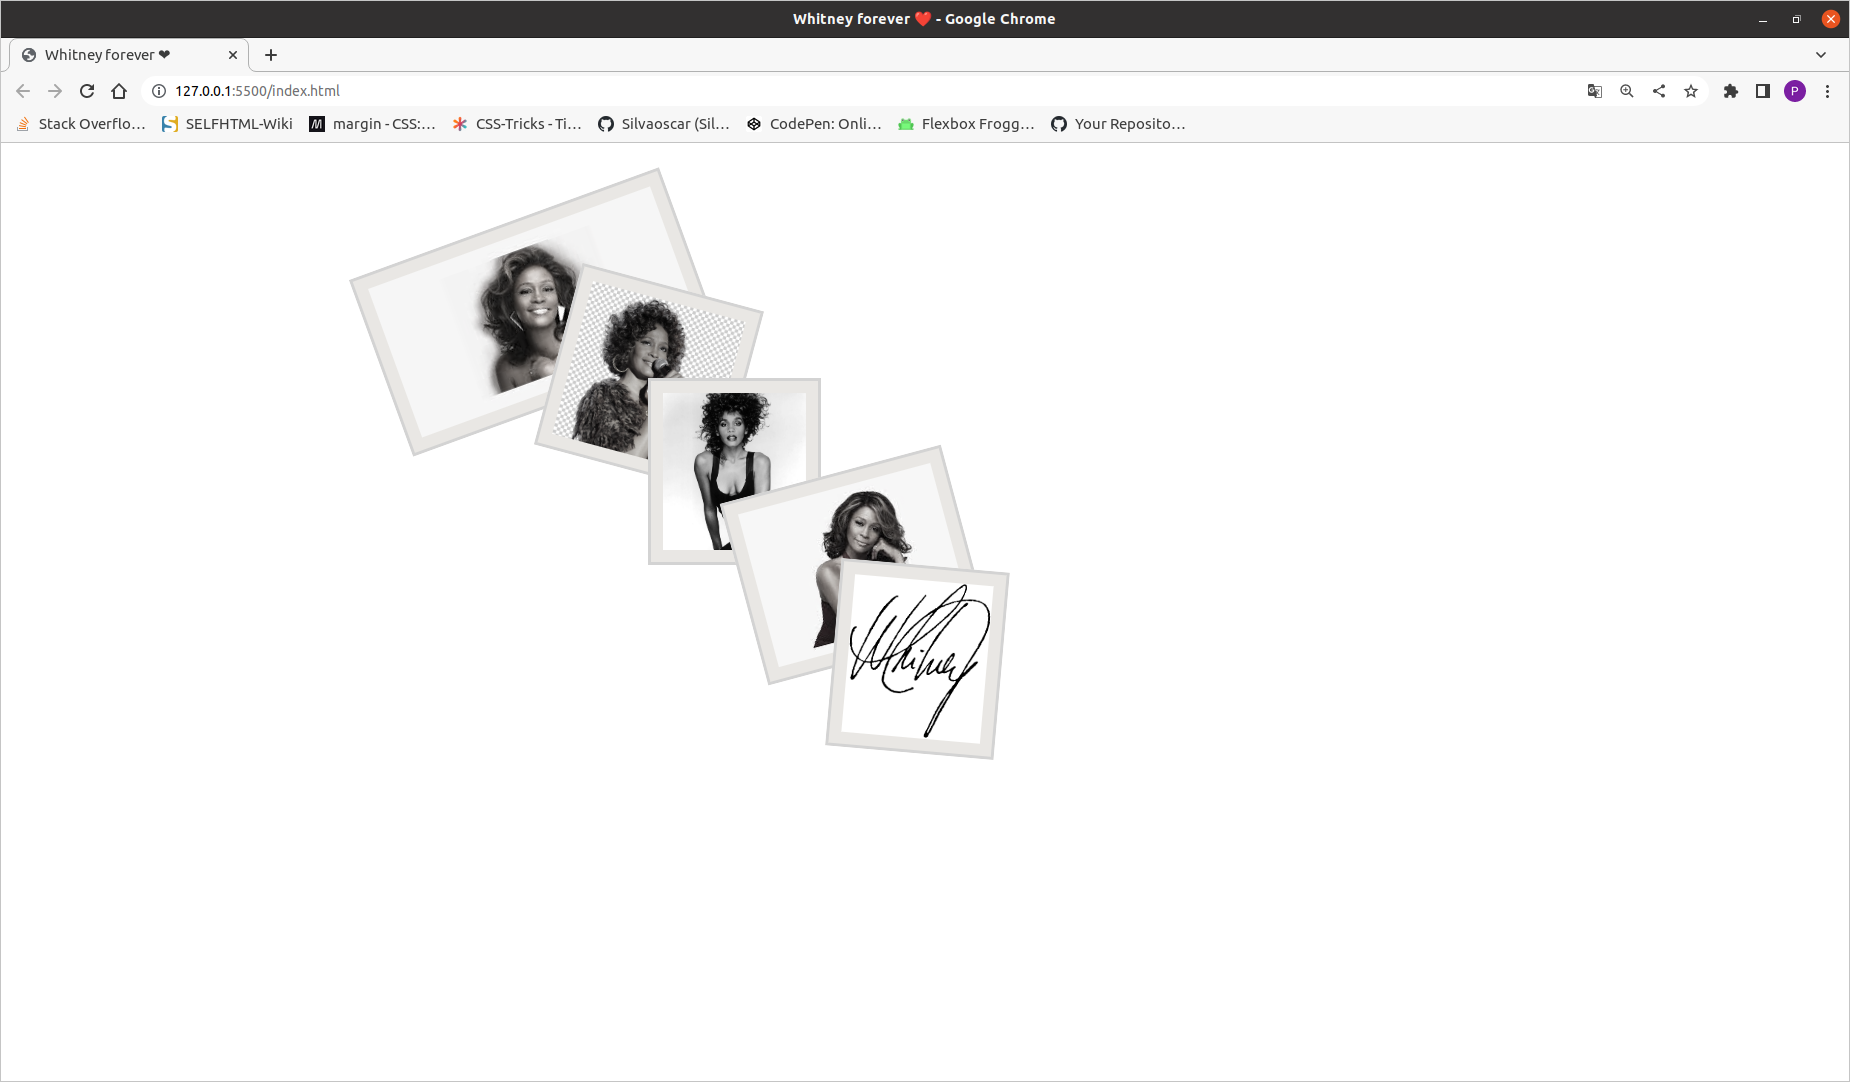 Whitney forever ❤️ - Google Chrome
Whitney forever ❤
127.0.0.1:5500/index.html
P
Stack Overflo… SELFHTML-Wiki margin - CSS:… CSS-Tricks - Ti… Silvaoscar (Sil… CodePen: Onli… Flexbox Frogg… Your Reposito…
Whitney